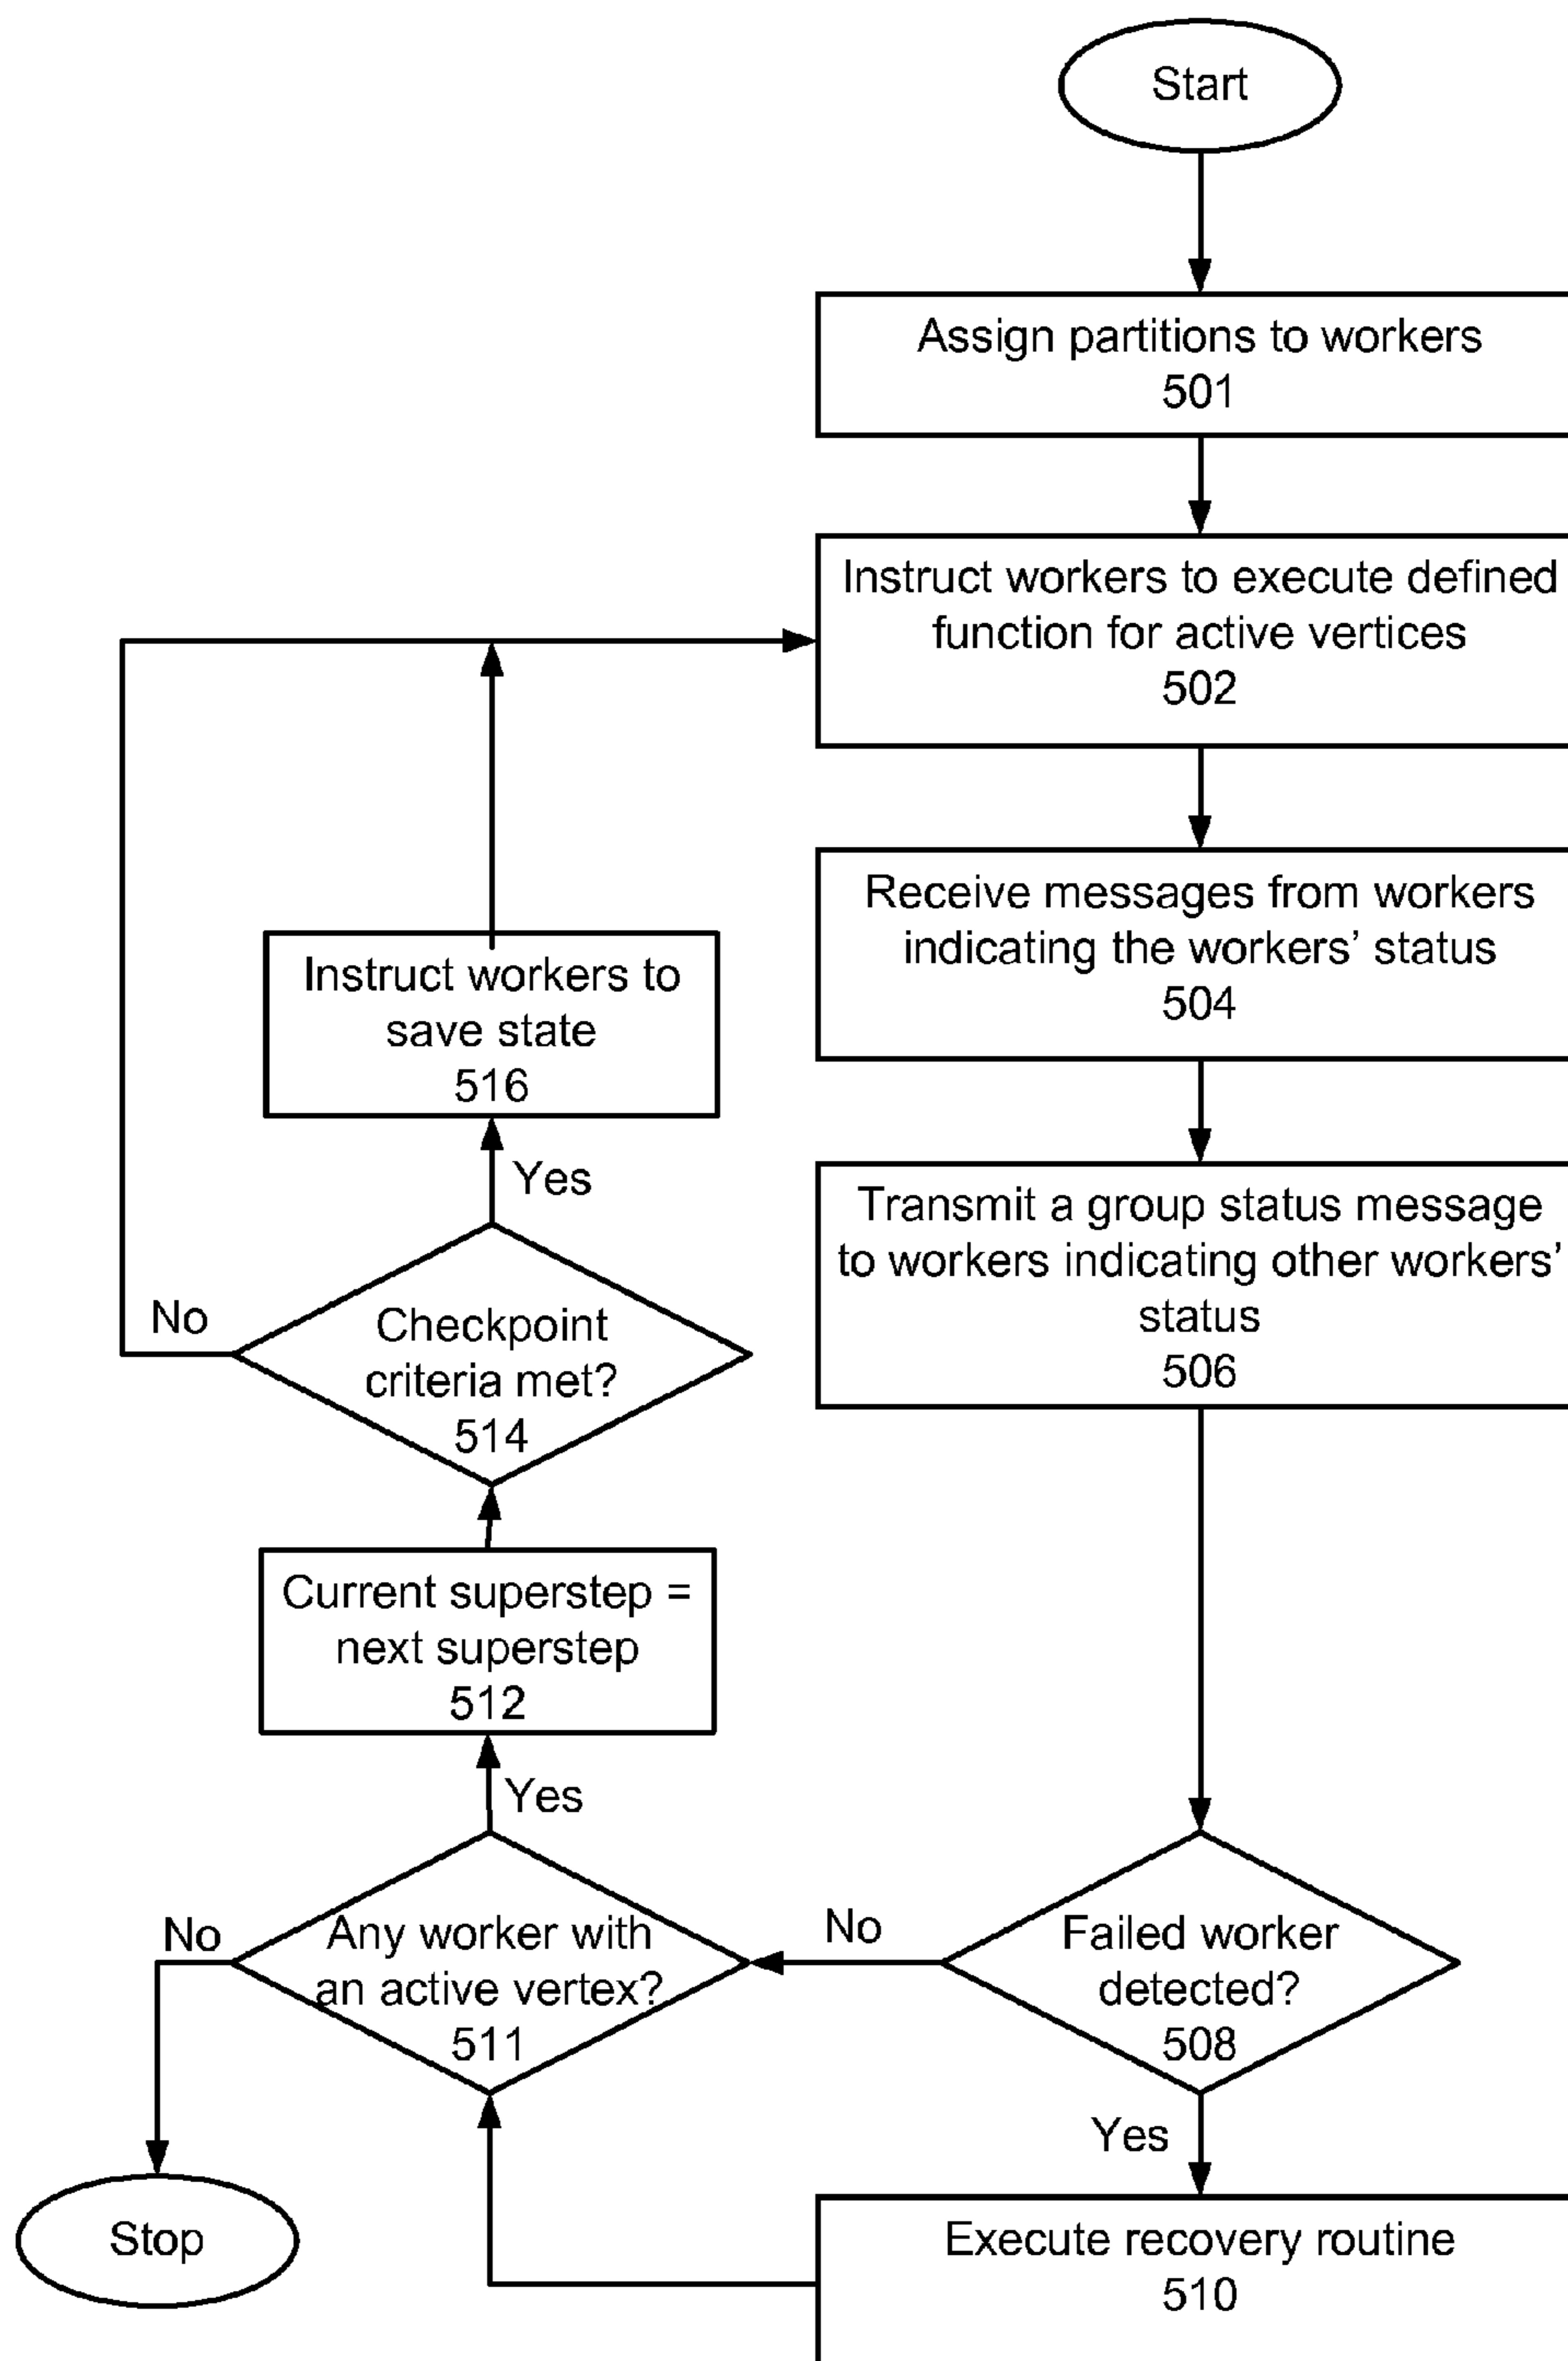 Start
Assign partitions to workers
501
Instruct workers to execute defined
function for active vertices
502
Receive messages from workers
indicating the workers’ status
504
Transmit a group status message
to workers indicating other workers’
status
506
Failed worker
detected?
508
Yes
No
Execute recovery routine
510
Any worker with
an active vertex?
511
No
Stop
Yes
Current superstep =
next superstep
512
Checkpoint
criteria met?
514
No
Yes
Instruct workers to
save state
516